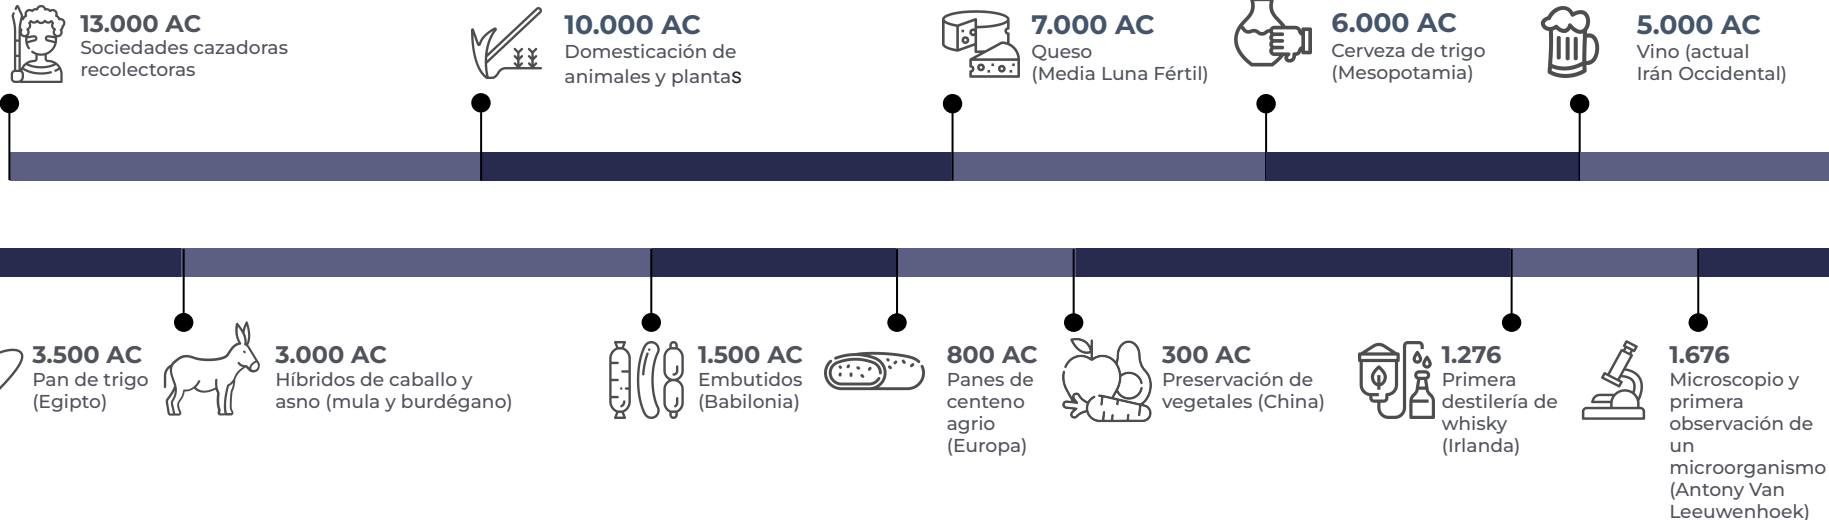 13.000 AC
Sociedades cazadoras
recolectoras
10.000 AC
Domesticación de
animales y plantas
7.000 AC
Queso
(Media Luna Fértil)
6.000 AC
Cerveza de trigo
(Mesopotamia)
5.000 AC
Vino (actual
Irán Occidental)
3.500 AC
Pan de trigo
(Egipto)
3.000 AC
Híbridos de caballo y
asno (mula y burdégano)
1.500 AC
Embutidos
(Babilonia)
800 AC
Panes de
centeno
agrio
(Europa)
300 AC
Preservación de
vegetales (China)
1.276
Primera
destilería de
whisky
(Irlanda)
1.676
Microscopio y
primera
observación de
un
microorganismo
(Antony Van
Leeuwenhoek)